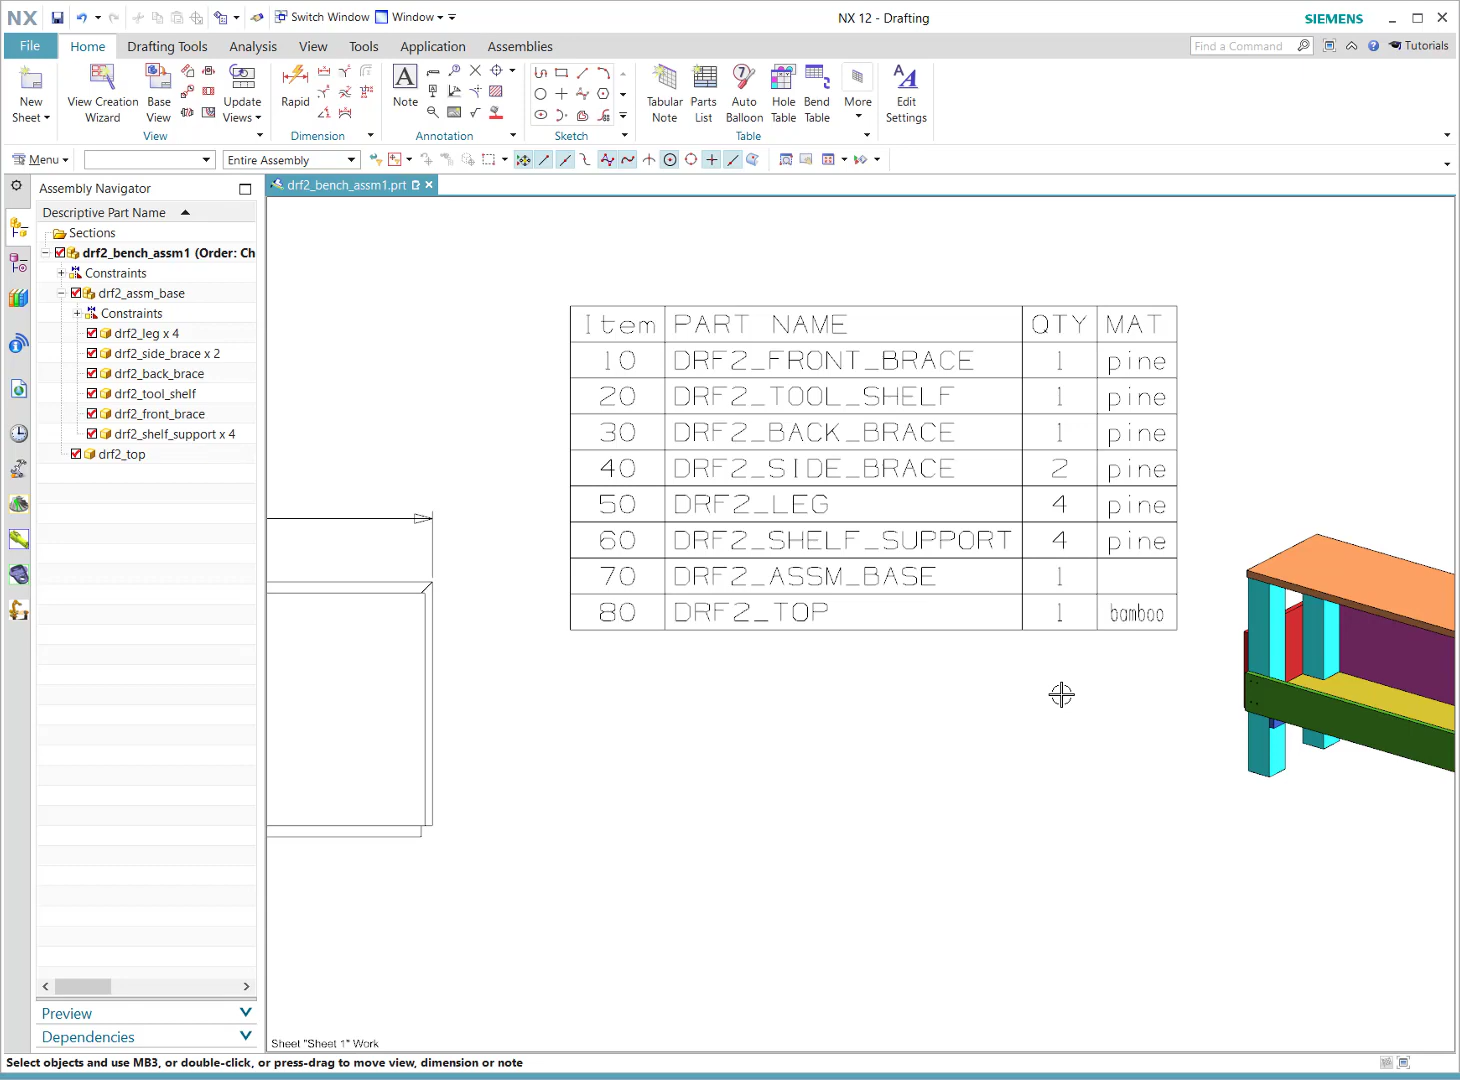 NX
Switch Window
Window
NX 12 - Drafting
SIEMENS
File
Home
Drafting Tools
Analysis
View
Tools
Application
Assemblies
Find a Command
Tutorials
New Sheet
View Creation Wizard
Base View
Update Views
View
Rapid
Dimension
A
Note
Annotation
Sketch
Tabular Note
Parts List
Auto Balloon
Hole Table
Bend Table
More
Table
Edit Settings
Menu
Entire Assembly
Assembly Navigator
drf2_bench_assm1.prt
Descriptive Part Name
Sections
drf2_bench_assm1 (Order: Ch
Constraints
drf2_assm_base
Constraints
drf2_leg x 4
drf2_side_brace x 2
drf2_back_brace
drf2_tool_shelf
drf2_front_brace
drf2_shelf_support x 4
drf2_top
Item PART NAME QTY MAT
10 DRF2_FRONT_BRACE 1 pine
20 DRF2_TOOL_SHELF 1 pine
30 DRF2_BACK_BRACE 1 pine
40 DRF2_SIDE_BRACE 2 pine
50 DRF2_LEG 4 pine
60 DRF2_SHELF_SUPPORT 4 pine
70 DRF2_ASSM_BASE 1
80 DRF2_TOP 1 bamboo
Preview
Dependencies
Sheet "Sheet 1" Work
Select objects and use MB3, or double-click, or press-drag to move view, dimension or note